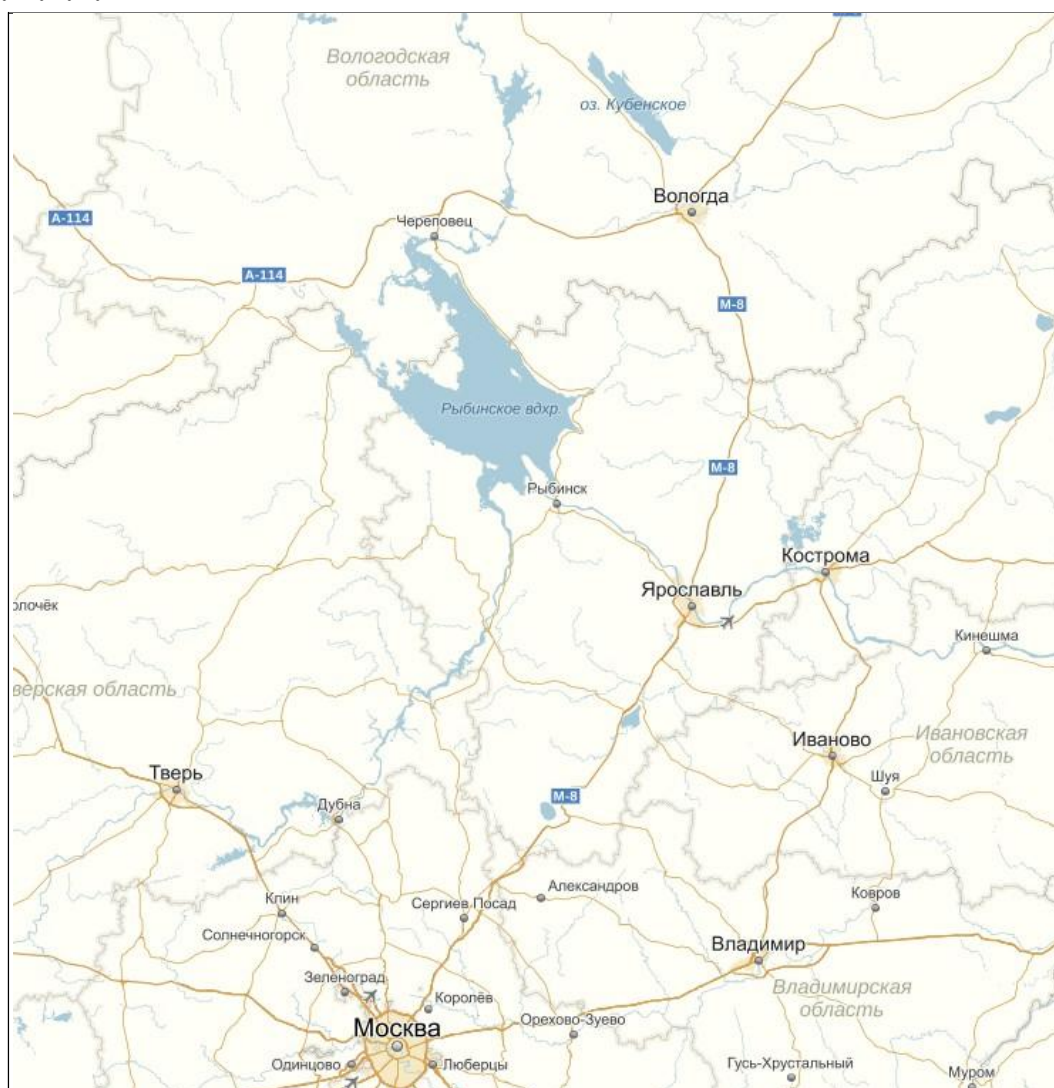 Вологодская
область
оз. Кубенское
Вологда
А-114
Череповец
А-114
М-8
Рыбинское вдхр.
М-8
Рыбинск
Кострома
Ярославль
олочёк
Кинешма
верская область
Ивановская
область
Иваново
Тверь
Шуя
М-8
Дубна
Александров
Ковров
Клин
Сергиев Посад
Солнечногорск
Владимир
Зеленоград
Владимирская
область
Королёв
Орехово-Зуево
Москва
Одинцово
Люберцы
Гусь-Хрустальный
Муром